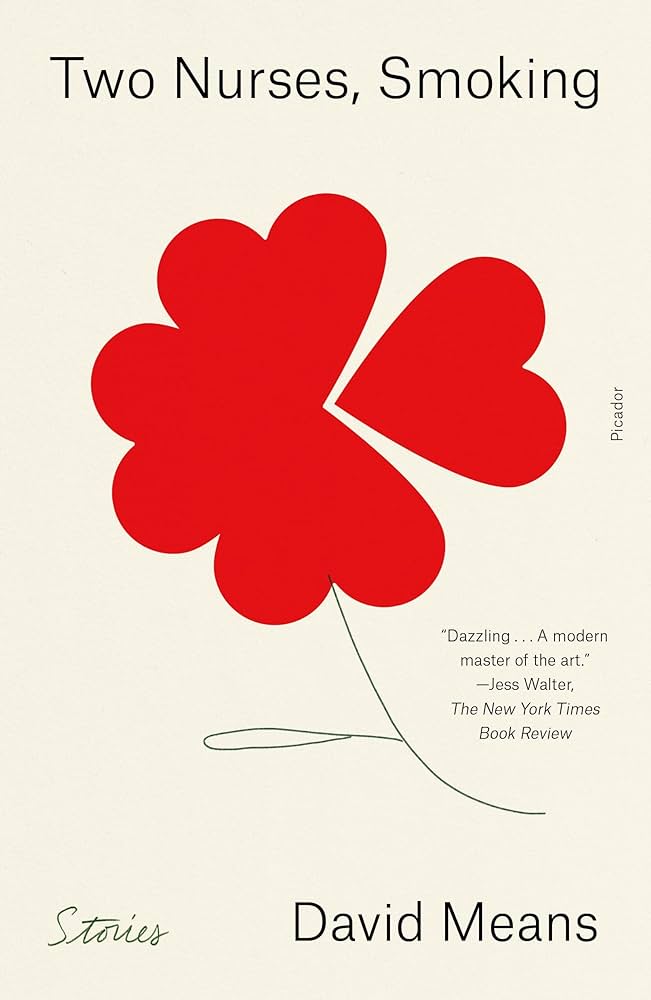 Two Nurses, Smoking
Picador
“Dazzling . . . A modern
master of the art.”
—Jess Walter,
The New York Times
Book Review
Stories
David Means